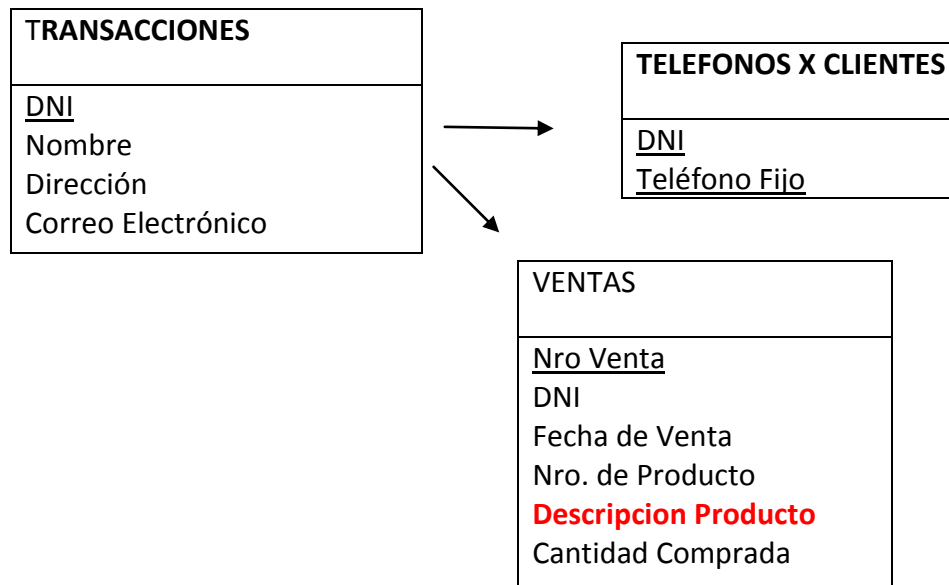 TRANSACCIONES
DNI
Nombre
Dirección
Correo Electrónico
TELEFONOS X CLIENTES
DNI
Teléfono Fijo
VENTAS
Nro Venta
DNI
Fecha de Venta
Nro. de Producto
Descripcion Producto
Cantidad Comprada